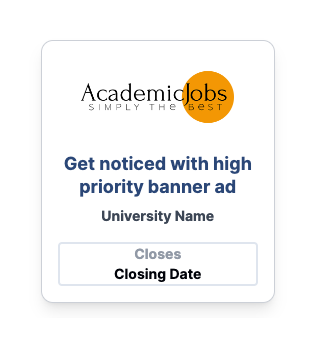 AcademicJobs
SIMPLY THE BEST
Get noticed with high
priority banner ad
University Name
Closes
Closing Date